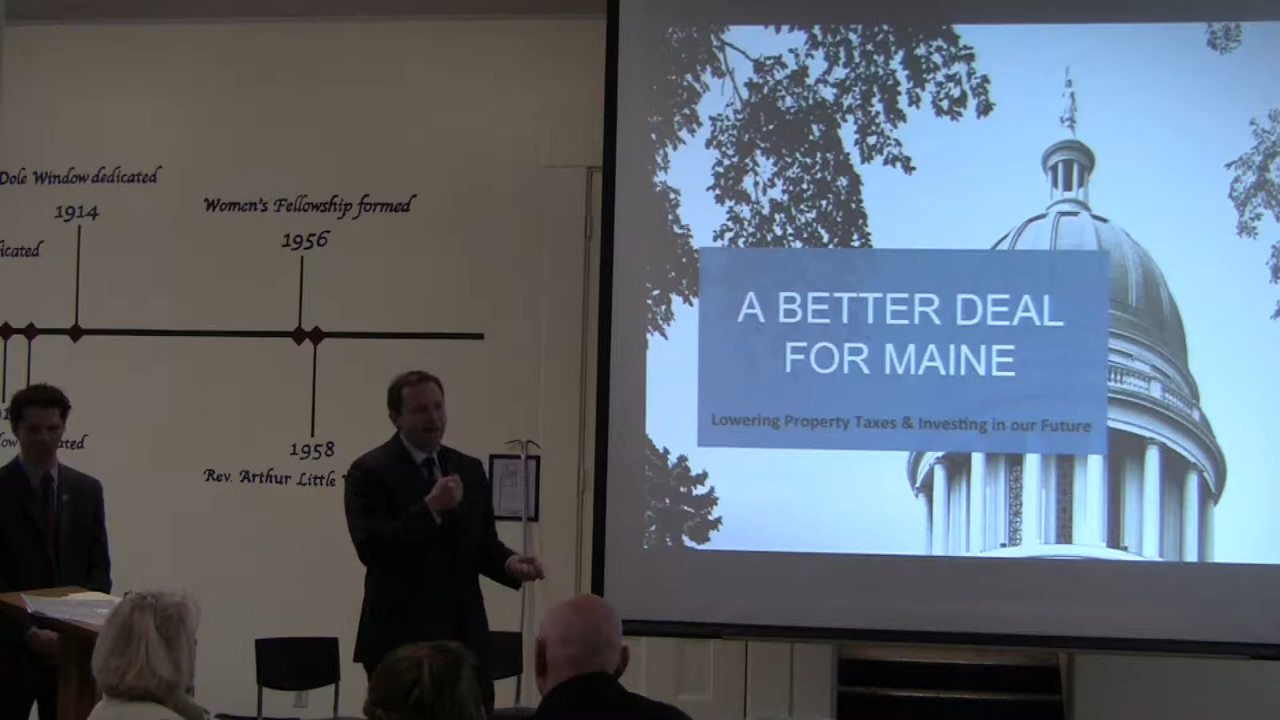 Dole Window dedicated
1914
icated
Women's Fellowship formed
1956
1958
Rev. Arthur Little
A BETTER DEAL
FOR MAINE
Lowering Property Taxes & Investing in our Future